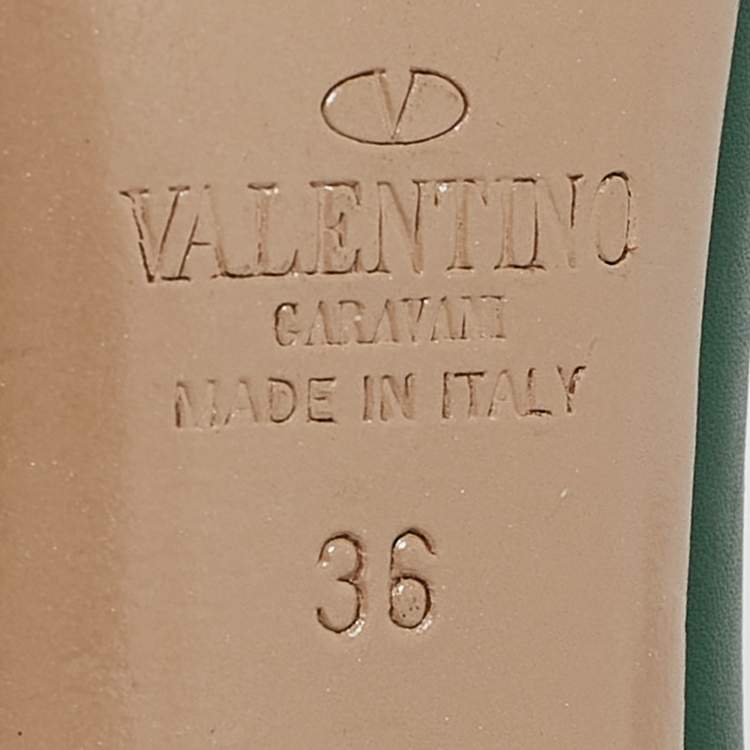 V
VALENTINO
GARAVANI
MADE IN ITALY
36